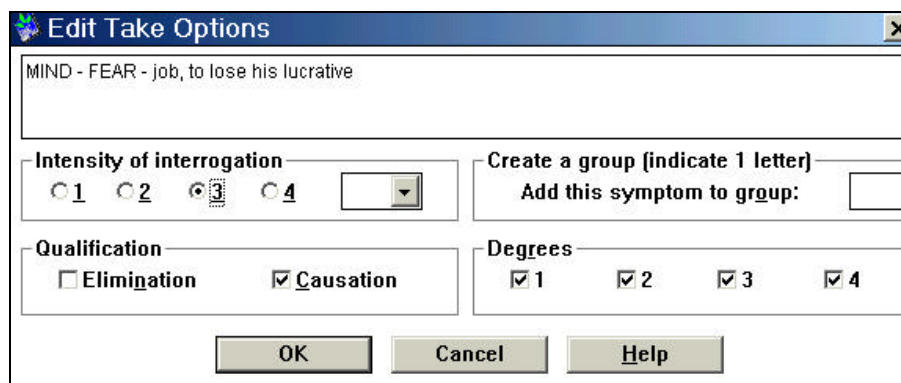 Edit Take Options
MIND - FEAR - job, to lose his lucrative
Intensity of interrogation
1 2 3 4
Create a group (indicate 1 letter)
Add this symptom to group:
Qualification
Elimination Causation
Degrees
1 2 3 4
OK Cancel Help